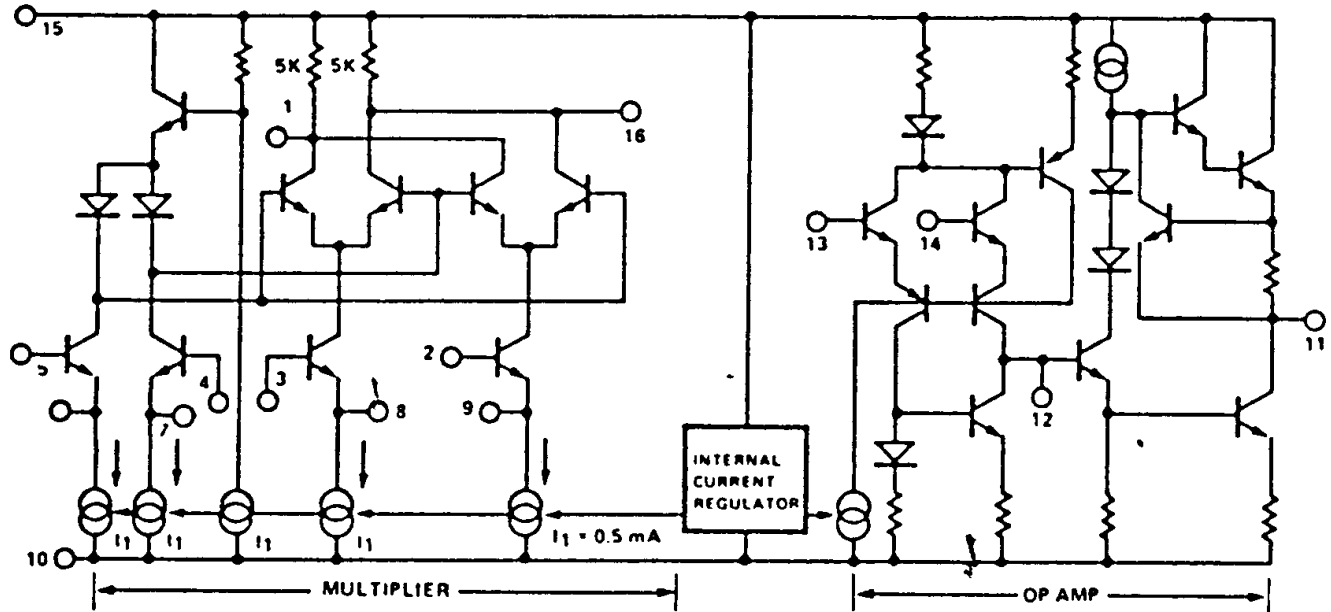 15
5K 5K
1
16
13
14
5
4
3
2
11
12
7
8
9
INTERNAL
CURRENT
REGULATOR
I1 I1 I1 I1 I1 = 0.5 mA
10
MULTIPLIER
OP AMP